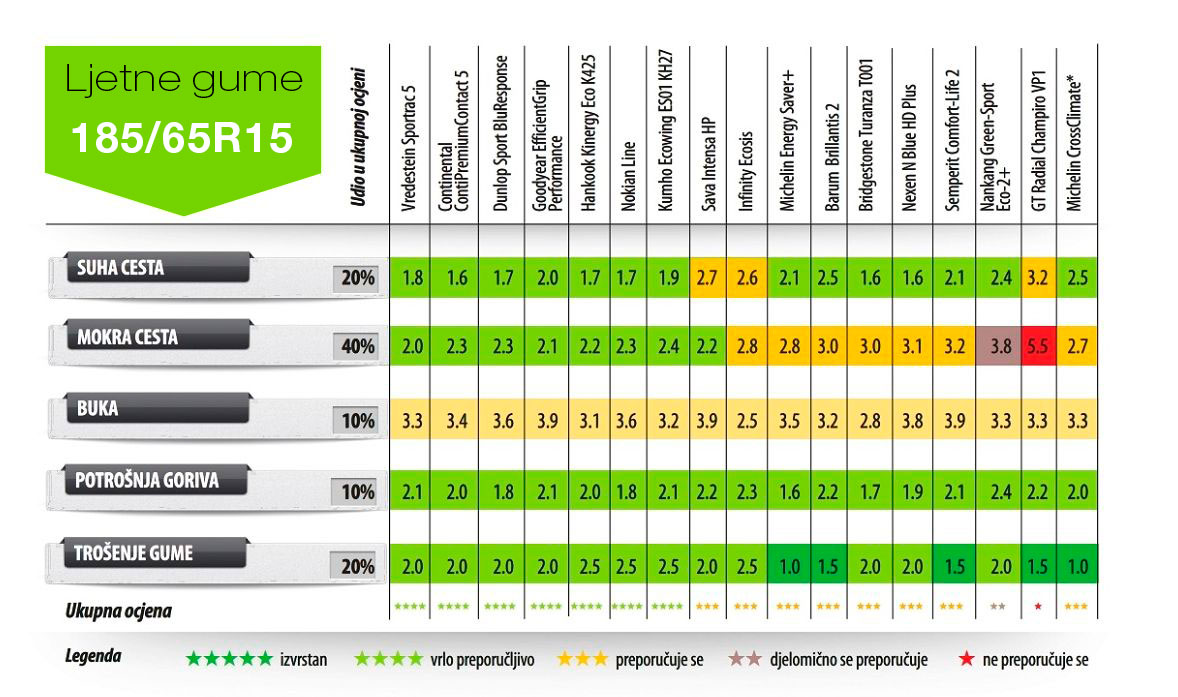 Ljetne gume
185/65R15
Udio u ukupnoj ocjeni
Vredestein Sportrac 5
Continental
ContiPremiumContact 5
Dunlop Sport BluResponse
Goodyear EfficientGrip
Performance
Hankook Kinergy Eco K425
Nokian Line
Kumho Ecowing ES01 KH27
Sava Intensa HP
Infinity Ecosis
Michelin Energy Saver+
Barum Brillantis 2
Bridgestone Turanza T001
Nexen N Blue HD Plus
Semperit Comfort-Life 2
Nankang Green-Sport
Eco-2+
GT Radial Champiro VP1
Michelin CrossClimate*
SUHA CESTA 20% 1.8 1.6 1.7 2.0 1.7 1.7 1.9 2.7 2.6 2.1 2.5 1.6 1.6 2.1 2.4 3.2 2.5
MOKRA CESTA 40% 2.0 2.3 2.3 2.1 2.2 2.3 2.4 2.2 2.8 2.8 3.0 3.0 3.1 3.2 3.8 5.5 2.7
BUKA 10% 3.3 3.4 3.6 3.9 3.1 3.6 3.2 3.9 2.5 3.5 3.2 2.8 3.8 3.9 3.3 3.3 3.3
POTROŠNJA GORIVA 10% 2.1 2.0 1.8 2.1 2.0 1.8 2.1 2.2 2.3 1.6 2.2 1.7 1.9 2.1 2.4 2.2 2.0
TROŠENJE GUME 20% 2.0 2.0 2.0 2.0 2.5 2.5 2.5 2.0 2.5 1.0 1.5 2.0 2.0 1.5 2.0 1.5 1.0
Ukupna ocjena
Legenda izvrstan vrlo preporučljivo preporučuje se djelomično se preporučuje ne preporučuje se